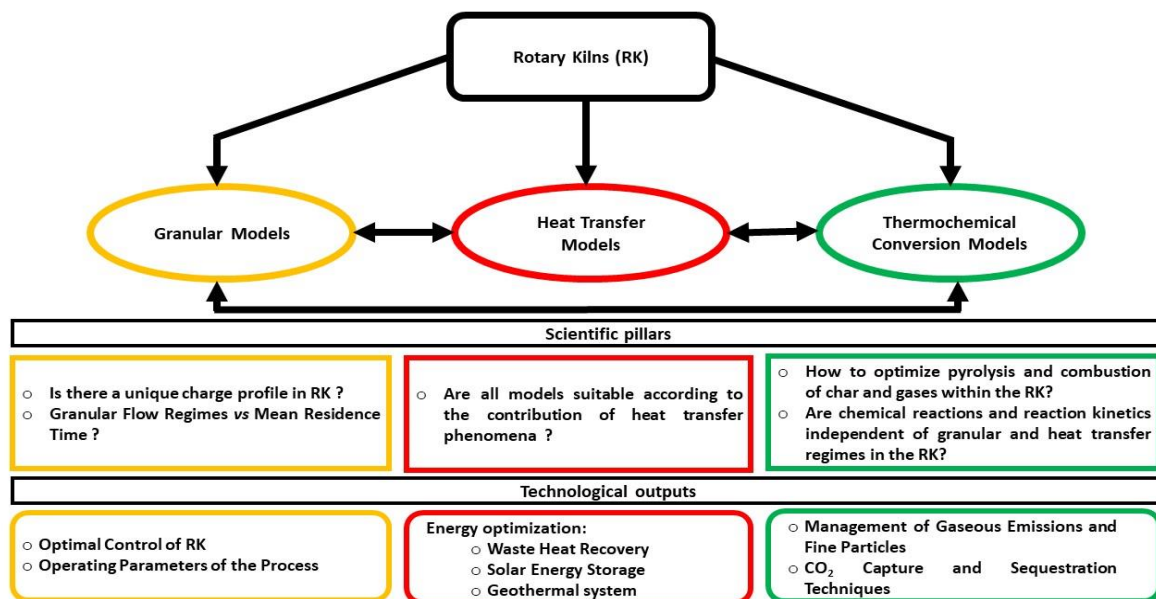 Rotary Kilns (RK)
Granular Models
Heat Transfer
Models
Thermochemical
Conversion Models
Scientific pillars
○ Is there a unique charge profile in RK ?
○ Granular Flow Regimes vs Mean Residence
Time ?
○ Are all models suitable according to
the contribution of heat transfer
phenomena ?
○ How to optimize pyrolysis and combustion
of char and gases within the RK?
○ Are chemical reactions and reaction kinetics
independent of granular and heat transfer
regimes in the RK?
Technological outputs
○ Optimal Control of RK
○ Operating Parameters of the Process
Energy optimization:
○ Waste Heat Recovery
○ Solar Energy Storage
○ Geothermal system
○ Management of Gaseous Emissions and
Fine Particles
○ CO₂ Capture and Sequestration
Techniques